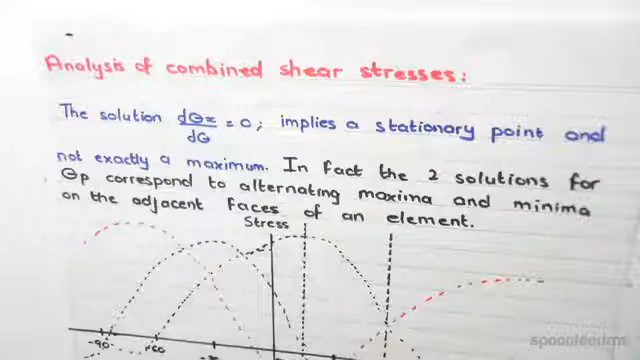 Analysis of combined shear stresses:
The solution dϴx/dϴ = 0; implies a stationary point and
not exactly a maximum. In fact the 2 solutions for
ϴp correspond to alternating maxima and minima
on the adjacent faces of an element.
Stress
-90
-60
spoonfeedme